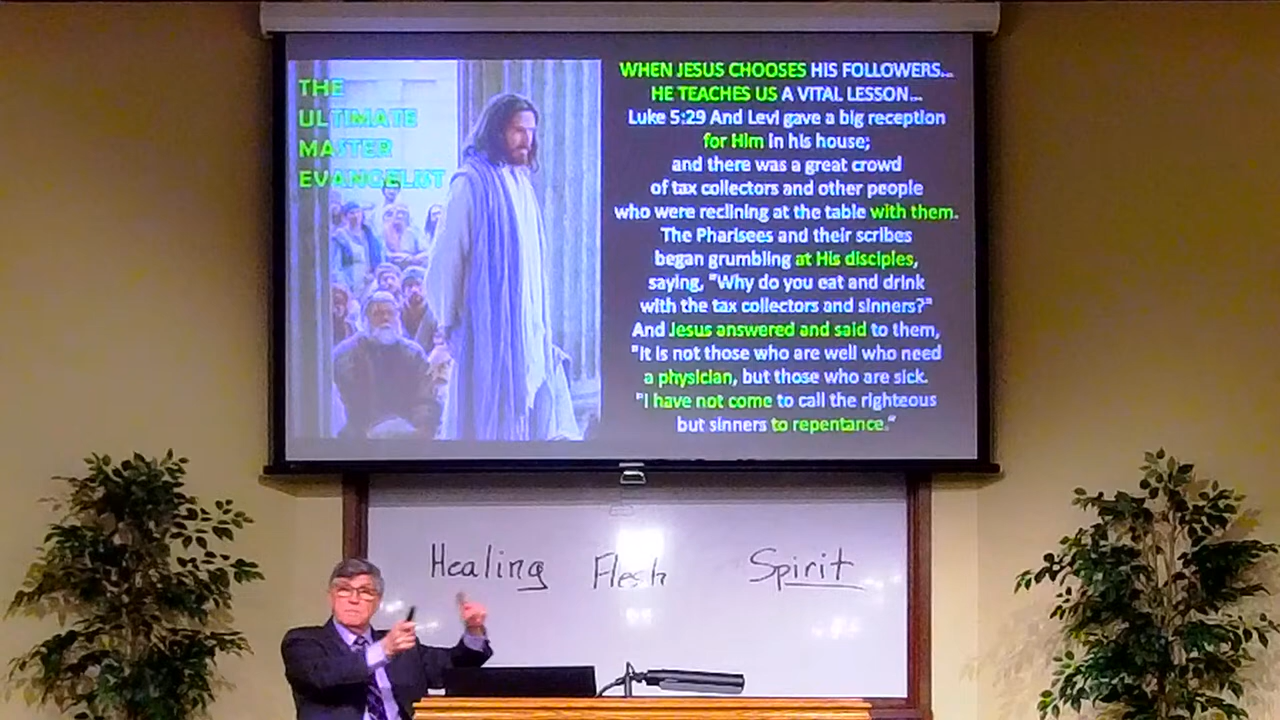 THE
ULTIMATE
MASTER
EVANGELIST
WHEN JESUS CHOOSES HIS FOLLOWERS...
HE TEACHES US A VITAL LESSON...
Luke 5:29 And Levi gave a big reception
for Him in his house;
and there was a great crowd
of tax collectors and other people
who were reclining at the table with them.
The Pharisees and their scribes
began grumbling at His disciples,
saying, "Why do you eat and drink
with the tax collectors and sinners?"
And Jesus answered and said to them,
"It is not those who are well who need
a physician, but those who are sick.
"I have not come to call the righteous
but sinners to repentance."
Healing Flesh Spirit